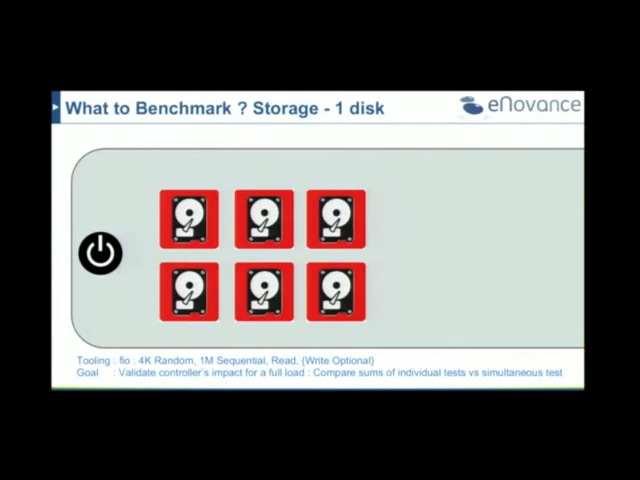 What to Benchmark ? Storage - 1 disk
eNovance
Tooling : fio : 4K Random, 1M Sequential, Read, {Write Optional}
Goal : Validate controller's impact for a full load : Compare sums of individual tests vs simultaneous test